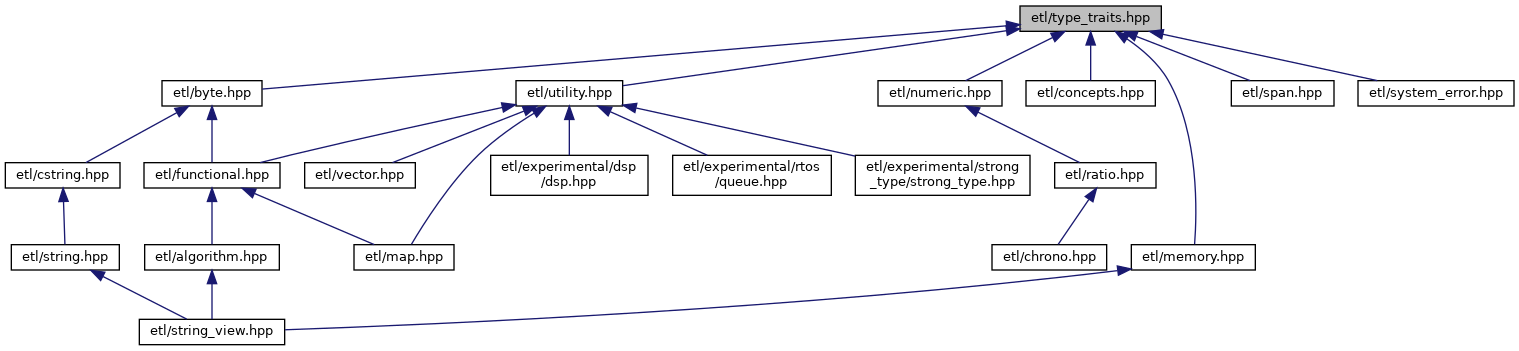 etl/type_traits.hpp
etl/byte.hpp
etl/utility.hpp
etl/numeric.hpp
etl/concepts.hpp
etl/span.hpp
etl/system_error.hpp
etl/cstring.hpp
etl/functional.hpp
etl/vector.hpp
etl/experimental/dsp
/dsp.hpp
etl/experimental/rtos
/queue.hpp
etl/experimental/strong
_type/strong_type.hpp
etl/ratio.hpp
etl/string.hpp
etl/algorithm.hpp
etl/map.hpp
etl/chrono.hpp
etl/memory.hpp
etl/string_view.hpp